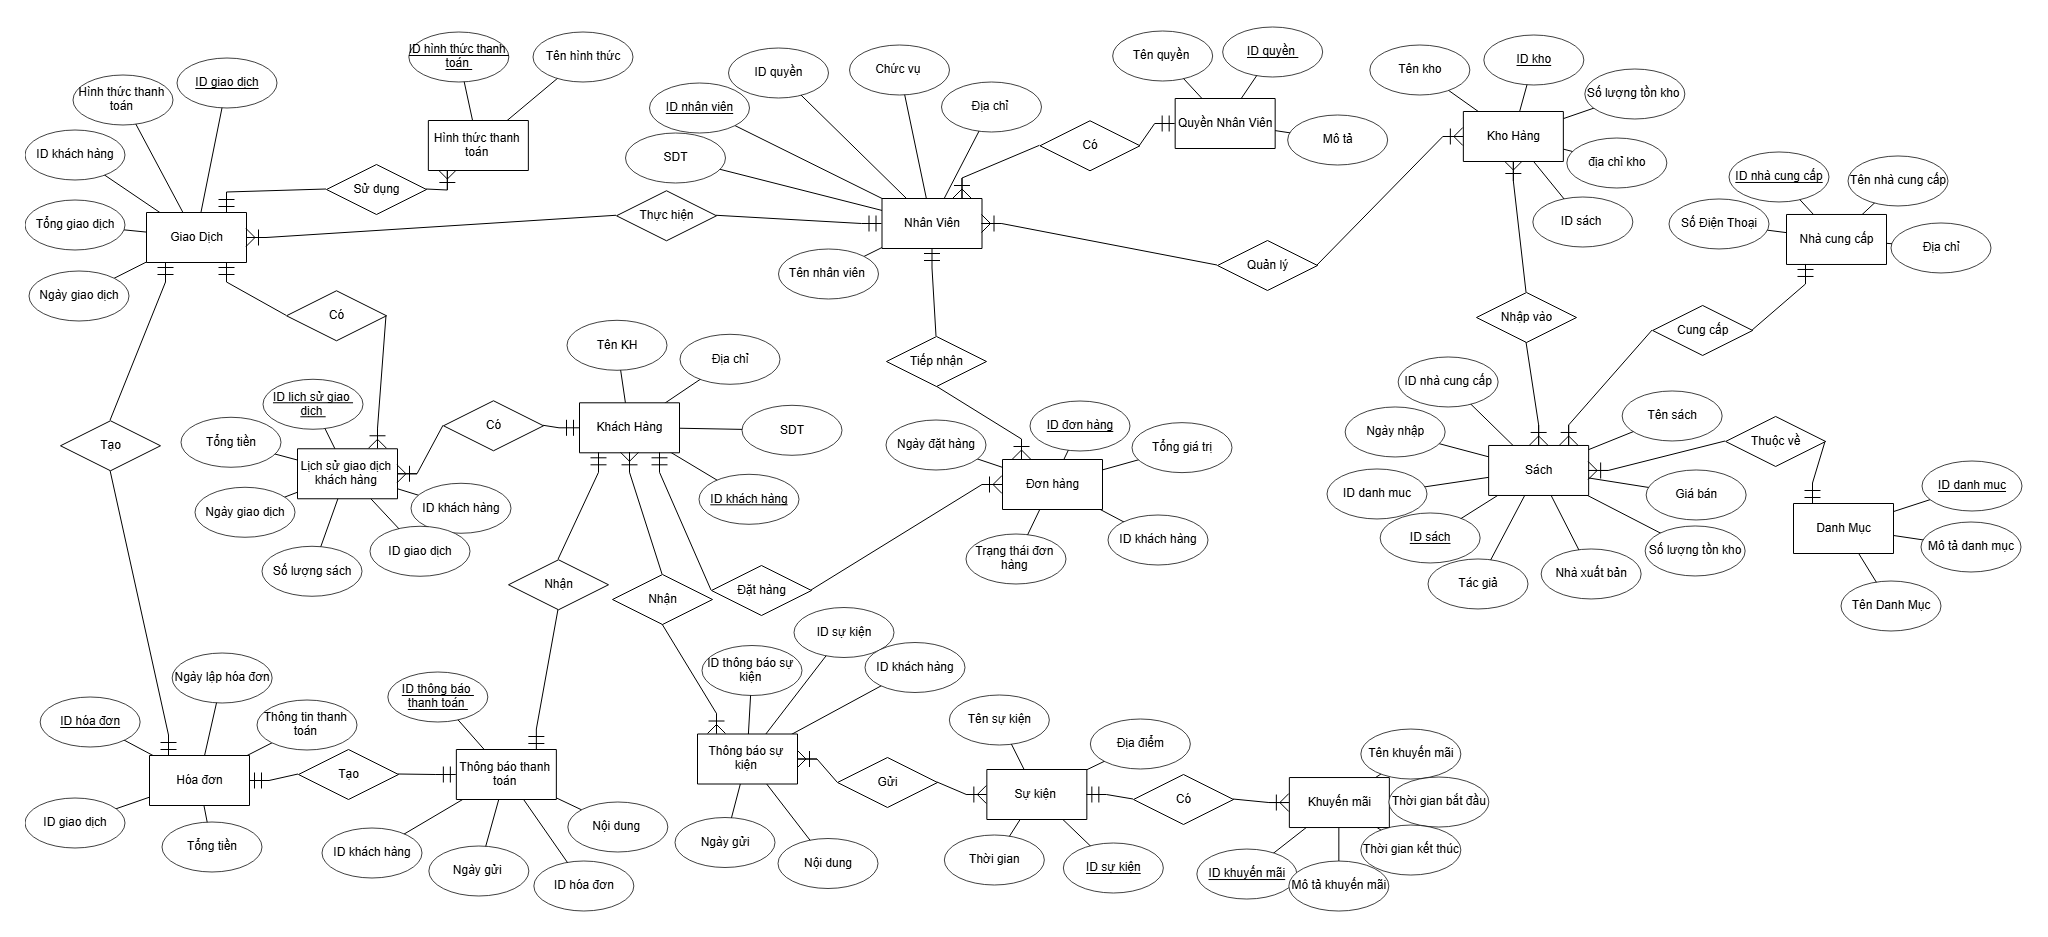 ID hình thức thanh
toán
Tên hình thức
ID giao dịch
Hình thức thanh
toán
ID khách hàng
Tổng giao dịch
Ngày giao dịch
Giao Dịch
Hình thức thanh
toán
Sử dụng
Thực hiện
ID nhân viên
ID quyền
Chức vụ
Địa chỉ
SDT
Tên nhân viên
Nhân Viên
Tên quyền
ID quyền
Quyền Nhân Viên
Mô tả
Có
Quản lý
Tên kho
ID kho
Số lượng tồn kho
Kho Hàng
địa chỉ kho
ID sách
ID nhà cung cấp
Tên nhà cung cấp
Số Điện Thoại
Nhà cung cấp
Địa chỉ
Nhập vào
Cung cấp
Có
Tạo
ID lich sử giao
dịch
Tổng tiền
Lịch sử giao dịch
khách hàng
Ngày giao dịch
ID khách hàng
ID giao dịch
Số lượng sách
Có
Tên KH
Địa chỉ
Khách Hàng
SDT
ID khách hàng
Tiếp nhận
Ngày đặt hàng
ID đơn hàng
Tổng giá trị
Đơn hàng
Trạng thái đơn
hàng
ID khách hàng
ID nhà cung cấp
Ngày nhập
Tên sách
Thuộc về
Sách
ID danh muc
Giá bán
ID sách
Số lượng tồn kho
Tác giả
Nhà xuất bản
ID danh muc
Danh Mục
Mô tả danh mục
Tên Danh Mục
Nhận
Nhận
Đặt hàng
Ngày lập hóa đơn
ID hóa đơn
Thông tin thanh
toán
Hóa đơn
ID giao dịch
Tổng tiền
Tạo
ID thông báo
thanh toán
Thông báo thanh
toán
ID khách hàng
Ngày gửi
ID hóa đơn
Nội dung
ID sự kiện
ID thông báo sự
kiện
ID khách hàng
Thông báo sự
kiện
Ngày gửi
Nội dung
Gửi
Tên sự kiện
Địa điểm
Sự kiện
Thời gian
ID sự kiện
Có
Tên khuyến mãi
Khuyến mãi
Thời gian bắt đầu
Thời gian kết thúc
ID khuyến mãi
Mô tả khuyến mãi